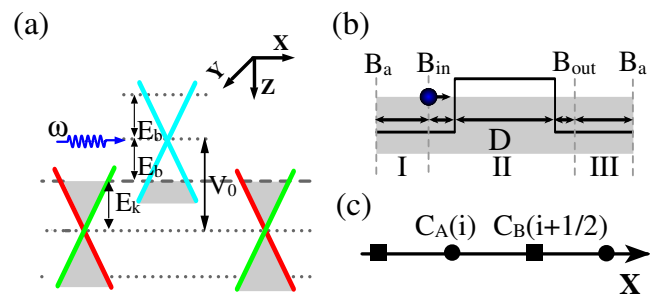 (a)
X
Y
Z
ω
E_b
E_b
V_0
E_k
(b)
B_a B_in B_out B_a
D
I II III
(c)
C_A(i) C_B(i+1/2)
X